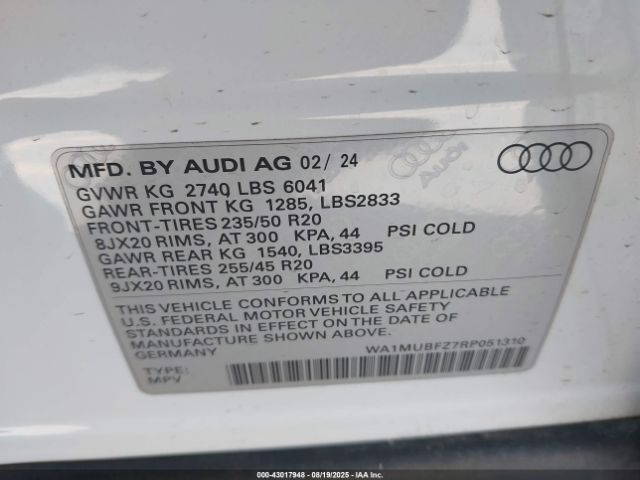 MFD. BY AUDI AG 02/ 24
GVWR KG 2740 LBS 6041
GAWR FRONT KG 1285, LBS2833
FRONT-TIRES 235/50 R20
8JX20 RIMS, AT 300 KPA, 44 PSI COLD
GAWR REAR KG 1540, LBS3395
REAR-TIRES 255/45 R20
9JX20 RIMS, AT 300 KPA, 44 PSI COLD
THIS VEHICLE CONFORMS TO ALL APPLICABLE
U.S. FEDERAL MOTOR VEHICLE SAFETY
STANDARDS IN EFFECT ON THE DATE OF
MANUFACTURE SHOWN ABOVE.
GERMANY WA1MUBFZ7RP051310
TYPE:
MPV
Audi
000-43017948 - 08/19/2025 - IAAI, INC.